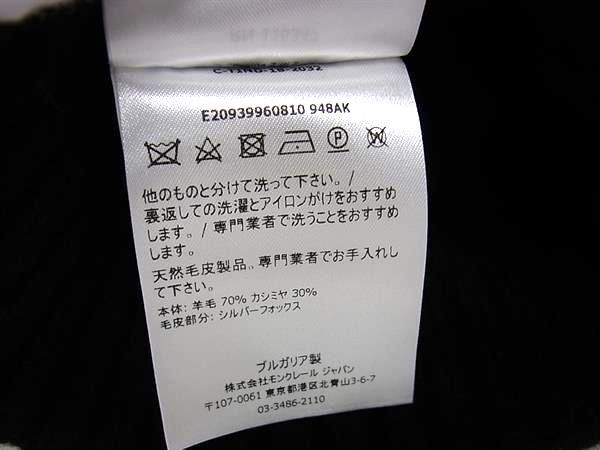 RN 110352
E20939960810 948AK
他のものと分けて洗って下さい。/
裏返しての洗濯とアイロンがけをおすすめ
します。/ 専門業者で洗うことをおすすめ
します。
天然毛皮製品.. 専門業者でお手入れし
て下さい。
本体: 羊毛 70% カシミヤ 30%
毛皮部分: シルバーフォックス
ブルガリア製
株式会社モンクレール ジャパン
〒107-0061 東京都港区北青山3-6-7
03-3486-2110